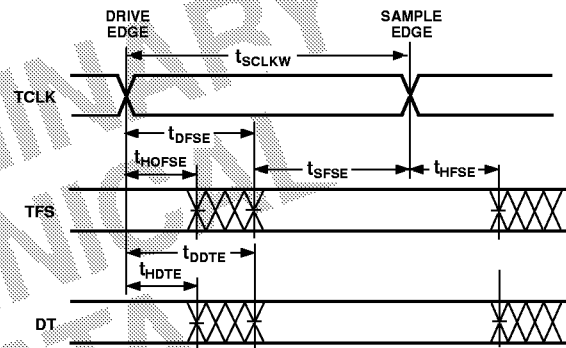 DRIVE EDGE
SAMPLE EDGE
tSCLKW
TCLK
tDFSE
tHOFSE
tSFSE
tHFSE
TFS
tDDTE
tHDTE
DT